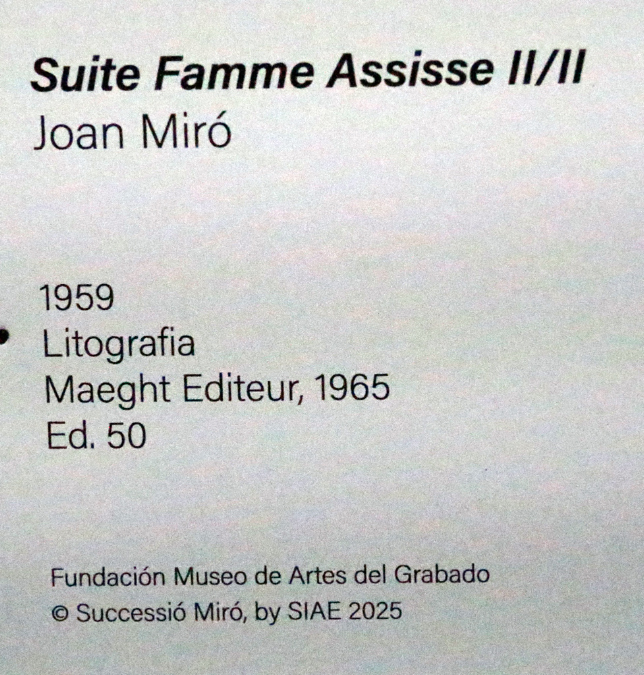 Suite Famme Assisse II/II
Joan Miró
1959
Litografia
Maeght Editeur, 1965
Ed. 50
Fundación Museo de Artes del Grabado
© Successió Miró, by SIAE 2025